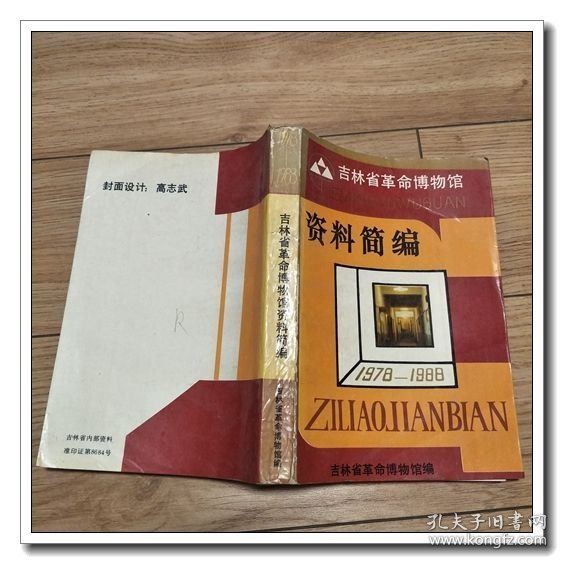 封面设计：高志武
R
吉林省内部资料
准印证第8684号
1978—1988
吉林省革命博物馆资料简编
吉林省革命博物馆编
吉林省革命博物馆
资料简编
1978—1988
ZILIAOJIANBIAN
吉林省革命博物馆编
孔夫子旧书网
www.kongfz.com